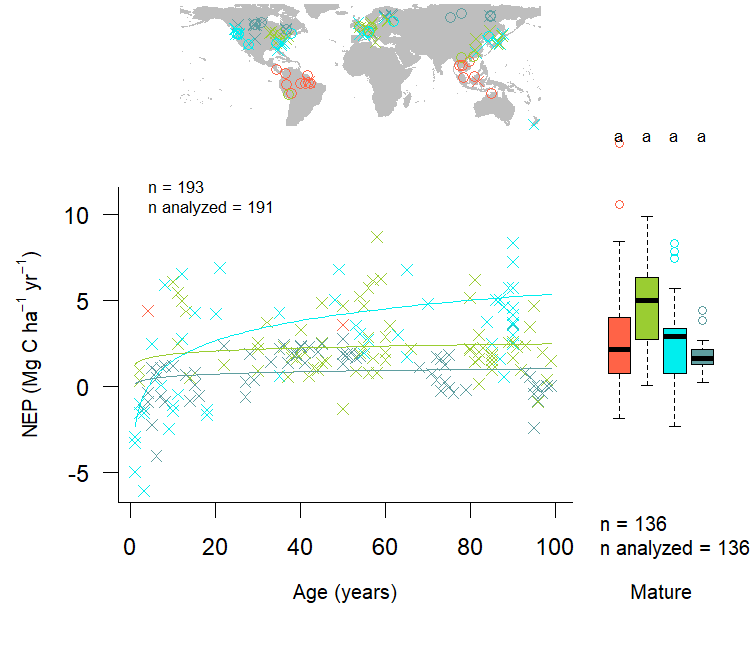 a a a a
n = 193
n analyzed = 191
10
5
0
-5
NEP (Mg C ha⁻¹ yr⁻¹)
0 20 40 60 80 100
Age (years)
n = 136
n analyzed = 136
Mature